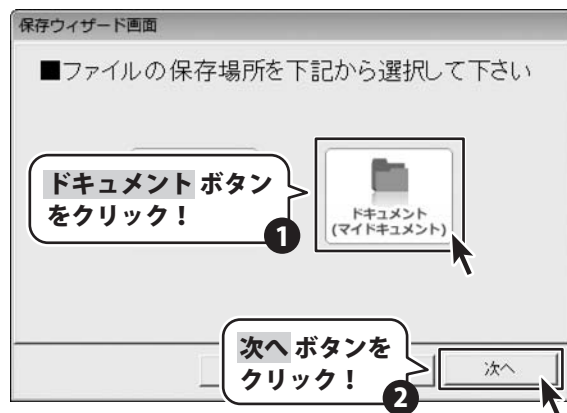 保存ウィザード画面
■ファイルの保存場所を下記から選択して下さい
ドキュメント ボタン
をクリック！
1
ドキュメント
(マイドキュメント)
次へ ボタンを
クリック！
2
次へ